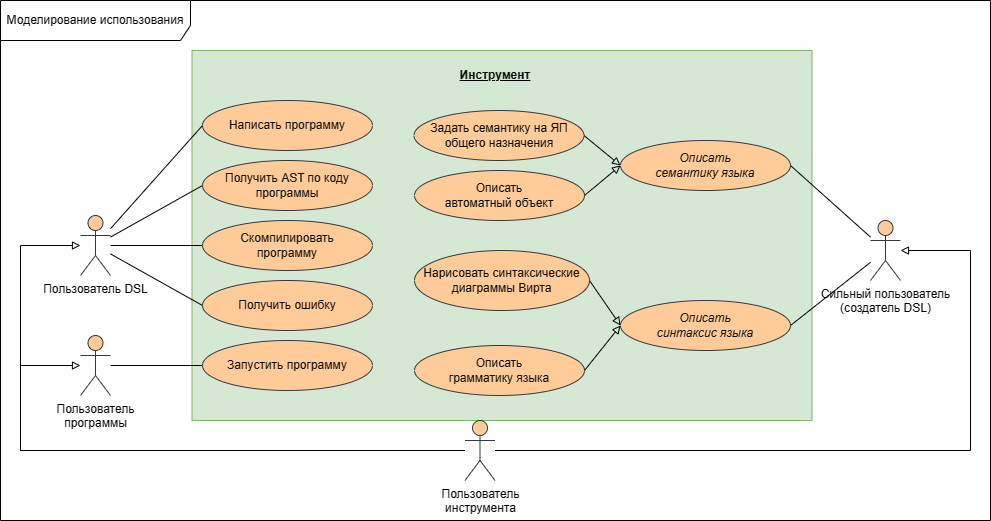 Моделирование использования
Инструмент
Написать программу
Получить AST по коду
программы
Скомпилировать
программу
Получить ошибку
Запустить программу
Задать семантику на ЯП
общего назначения
Описать
автоматный объект
Нарисовать синтаксические
диаграммы Вирта
Описать
грамматику языка
Описать
семантику языка
Описать
синтаксис языка
Пользователь DSL
Пользователь
программы
Сильный пользователь
(создатель DSL)
Пользователь
инструмента